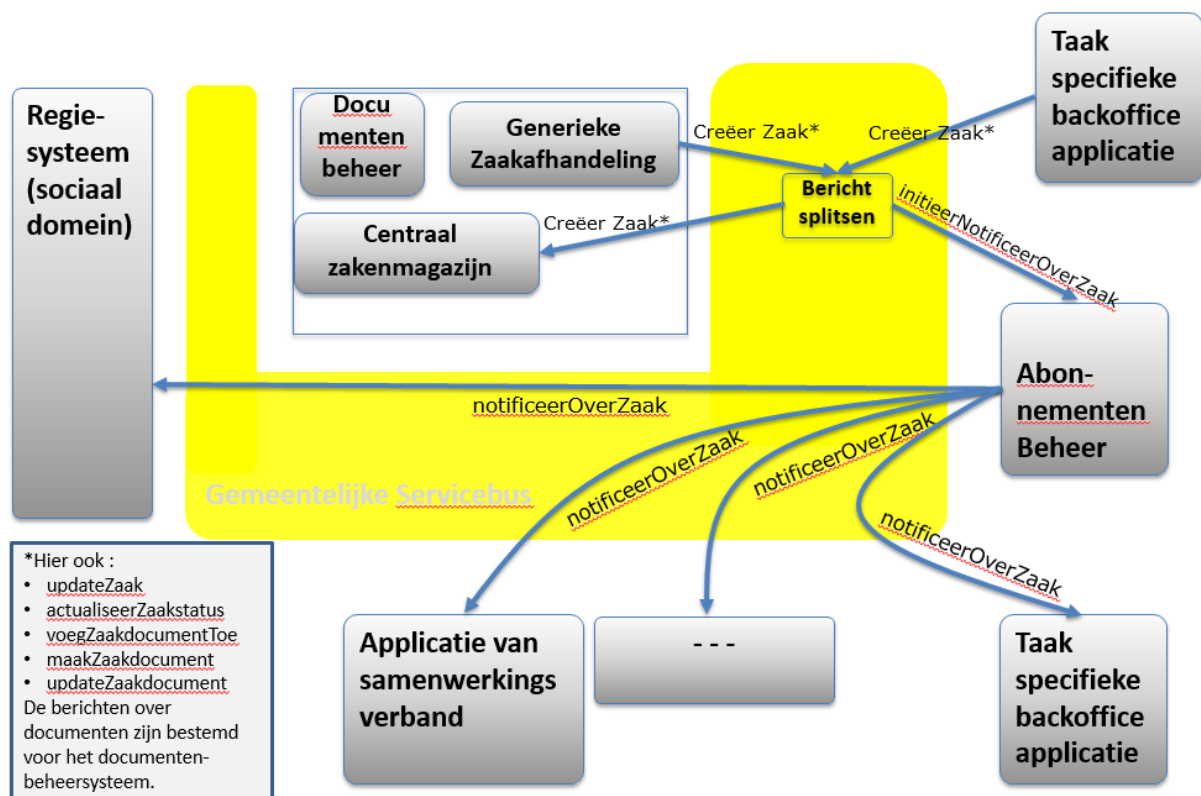 Taak
specifieke
backoffice
applicatie
Regie-
systeem
(sociaal
domein)
Docu
menten
beheer
Generieke
Zaakafhandeling
Creëer Zaak*
Creëer Zaak*
Bericht
splitsen
initieerNotificeerOverZaak
Centraal
zakenmagazijn
Creëer Zaak*
Abon-
nementen
Beheer
notificeerOverZaak
notificeerOverZaak
notificeerOverZaak
notificeerOverZaak
Gemeentelijke Servicebus
*Hier ook :
• updateZaak
• actualiseerZaakstatus
• voegZaakdocumentToe
• maakZaakdocument
• updateZaakdocument
De berichten over
documenten zijn bestemd
voor het documenten-
beheersysteem.
Applicatie van
samenwerkings
verband
- - -
Taak
specifieke
backoffice
applicatie